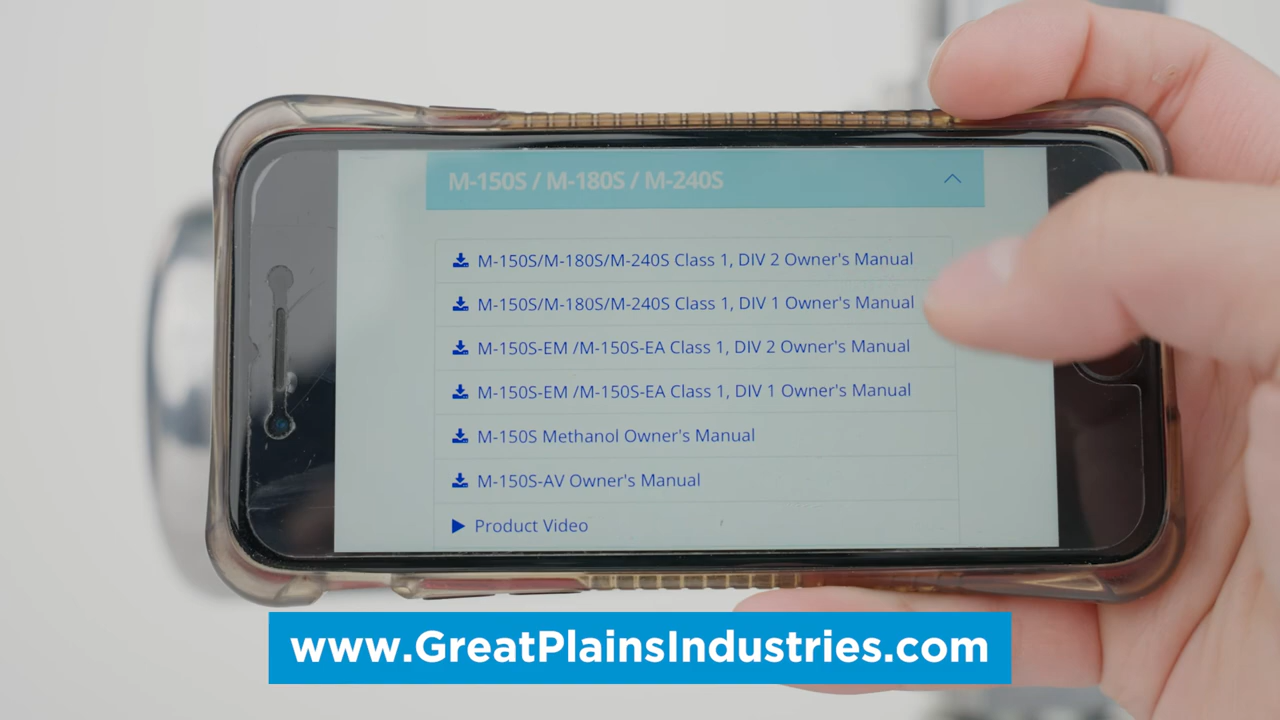 M-150S / M-180S / M-240S
M-150S/M-180S/M-240S Class 1, DIV 2 Owner's Manual
M-150S/M-180S/M-240S Class 1, DIV 1 Owner's Manual
M-150S-EM /M-150S-EA Class 1, DIV 2 Owner's Manual
M-150S-EM /M-150S-EA Class 1, DIV 1 Owner's Manual
M-150S Methanol Owner's Manual
M-150S-AV Owner's Manual
Product Video
www.GreatPlainsIndustries.com